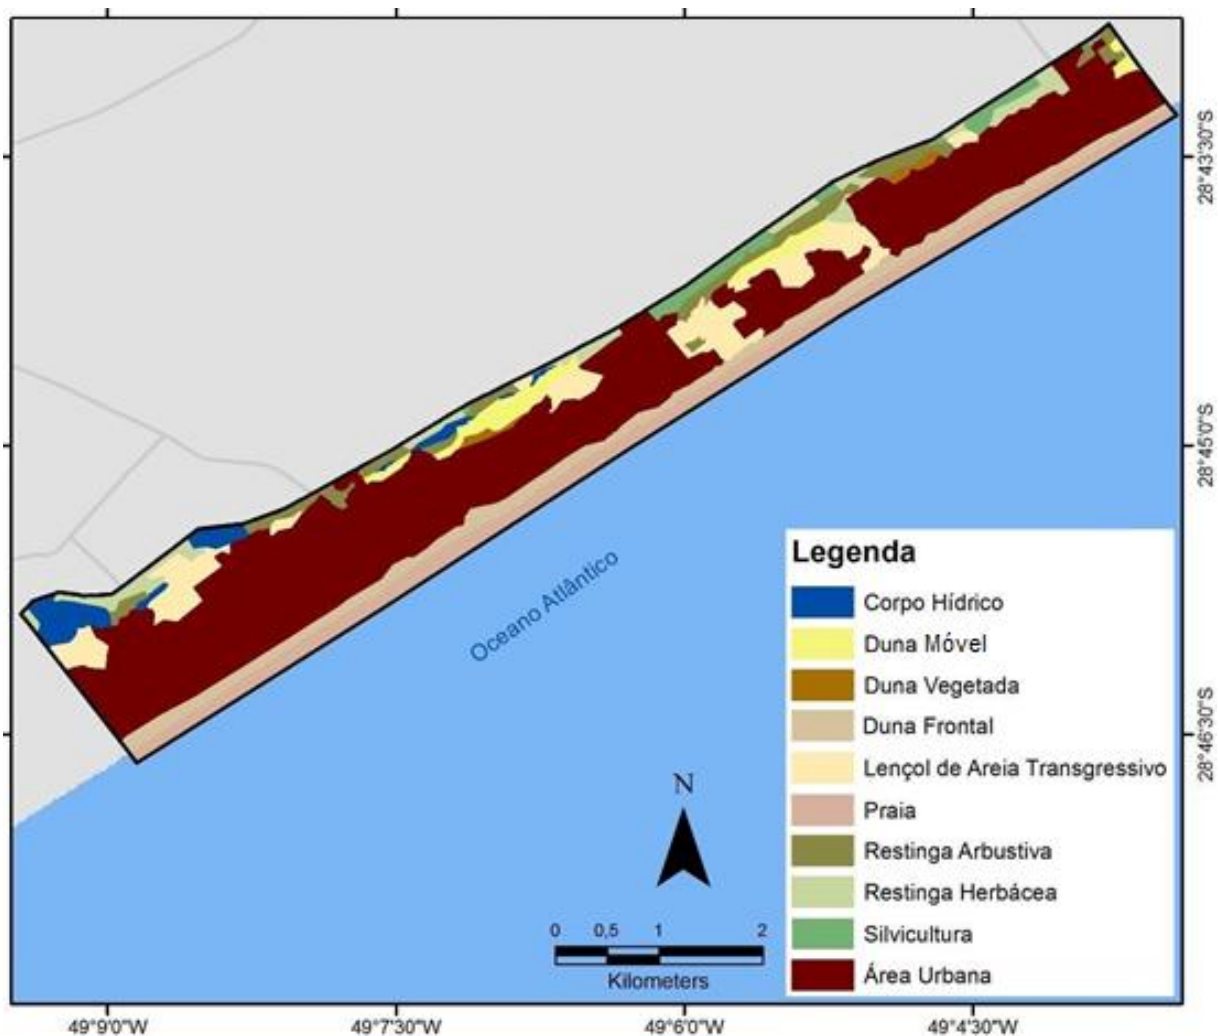 28°43'30"S
28°45'0"S
Oceano Atlântico
Legenda
Corpo Hídrico
Duna Móvel
Duna Vegetada
Duna Frontal
Lençol de Areia Transgressivo
Praia
Restinga Arbustiva
Restinga Herbácea
Silvicultura
Área Urbana
28°46'30"S
N
0 0,5 1 2
Kilometers
49°9'0"W 49°7'30"W 49°6'0"W 49°4'30"W